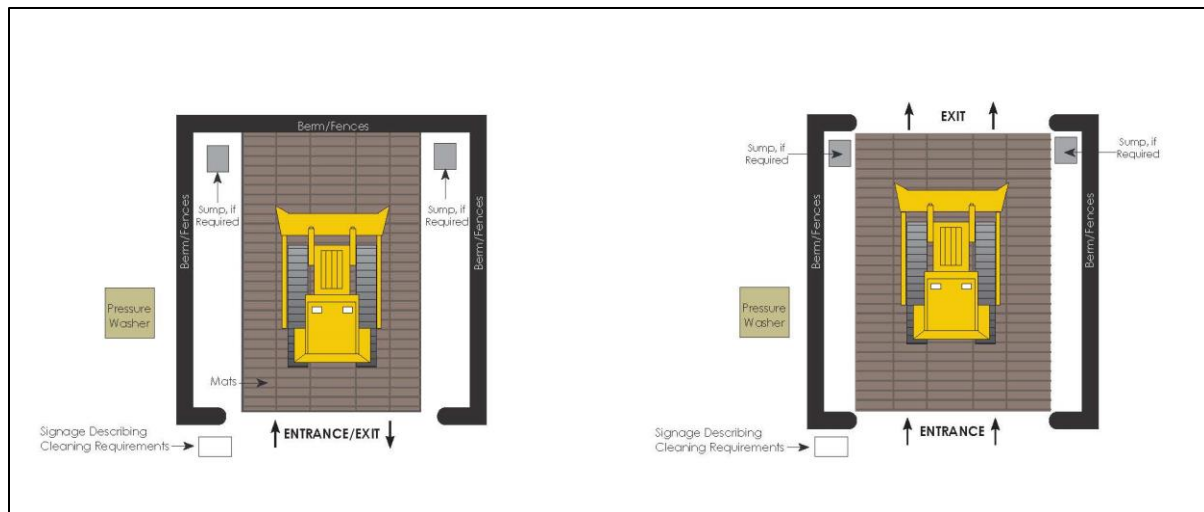 Berm/Fences
Sump, if
Required
Sump, if
Required
Berm/Fences
Berm/Fences
Pressure
Washer
Mats
Signage Describing
Cleaning Requirements
ENTRANCE/EXIT
EXIT
Sump, if
Required
Sump, if
Required
Berm/Fences
Berm/Fences
Pressure
Washer
Signage Describing
Cleaning Requirements
ENTRANCE